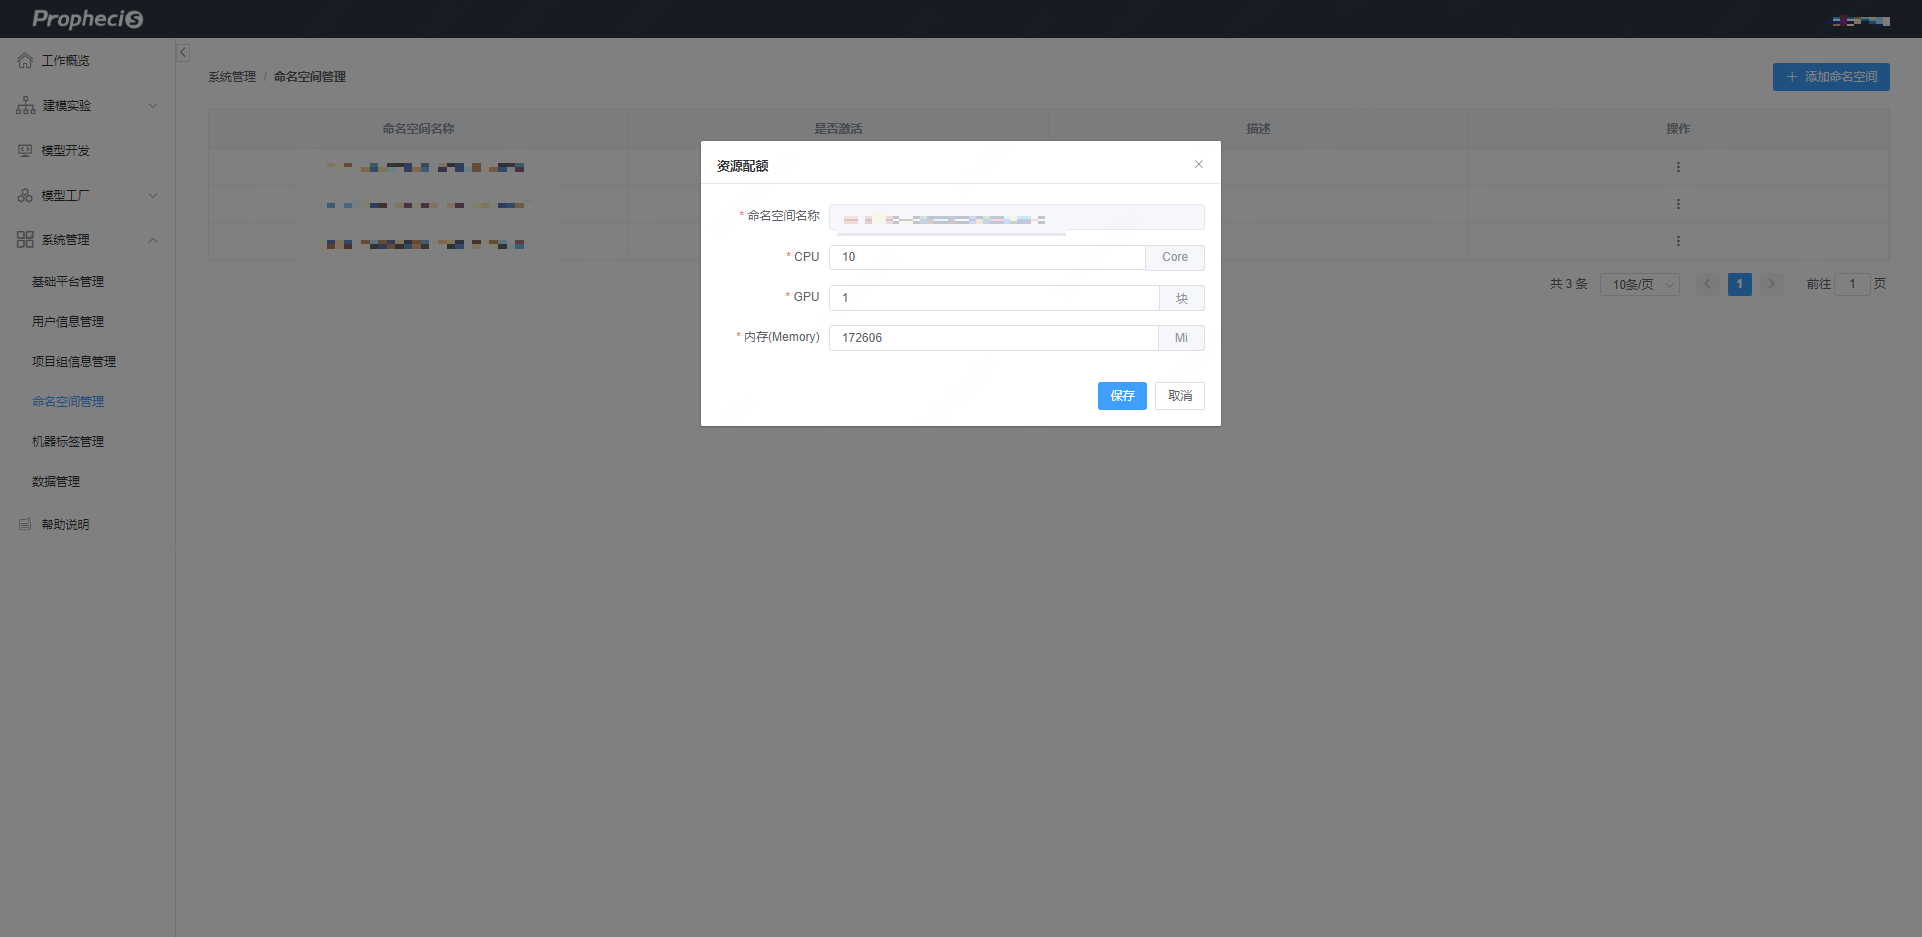 Prophecis
工作概览
建模实验
模型开发
模型工厂
系统管理
基础平台管理
用户信息管理
项目组信息管理
命名空间管理
机器标签管理
数据管理
帮助说明
系统管理 / 命名空间管理
添加命名空间
命名空间名称 是否激活 描述 操作
资源配额
* 命名空间名称
* CPU 10 Core
* GPU 1 块
* 内存(Memory) 172606 Mi
保存 取消
共 3 条 10条/页 1 前往 1 页